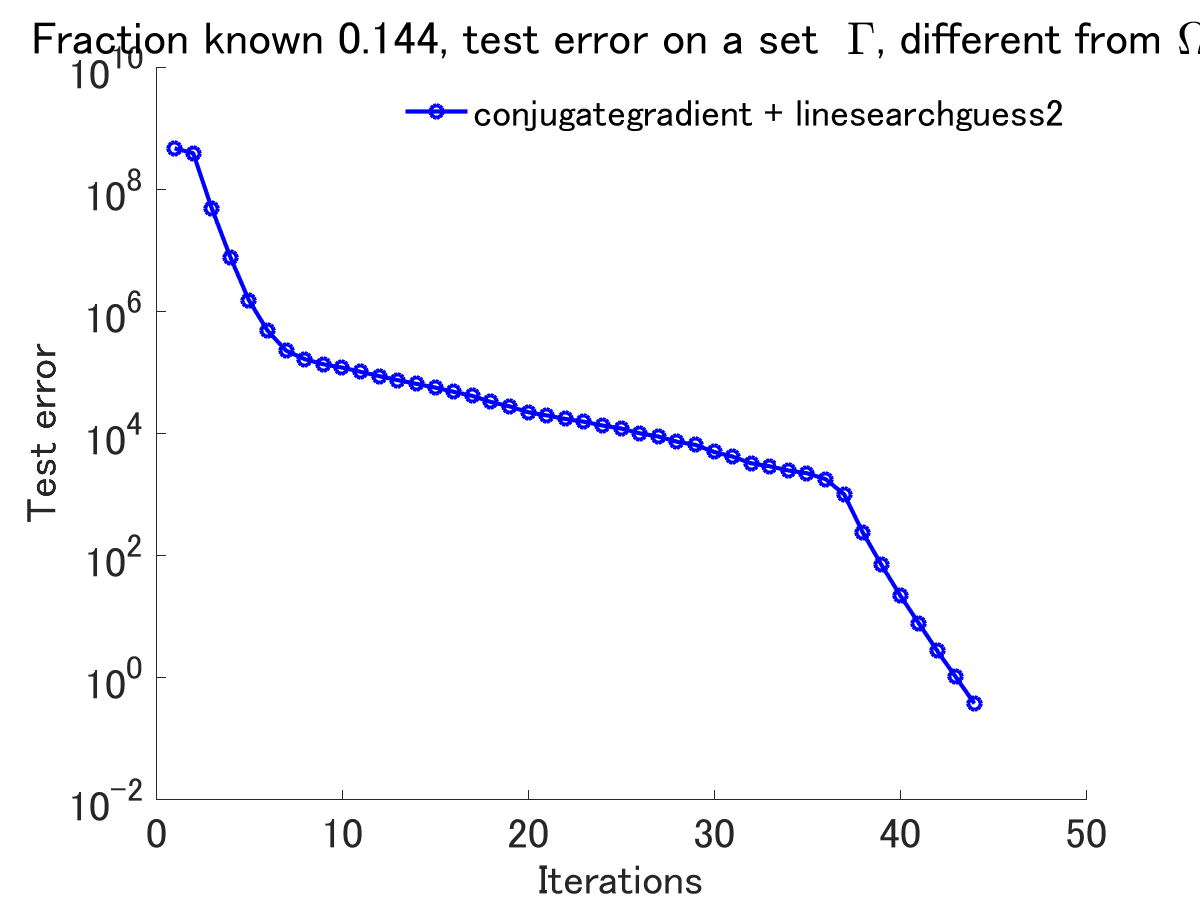 Fraction known 0.144, test error on a set Γ, different from Ω
conjugategradient + linesearchguess2
10^10
10^8
10^6
10^4
10^2
10^0
10^−2
Test error
0 10 20 30 40 50
Iterations